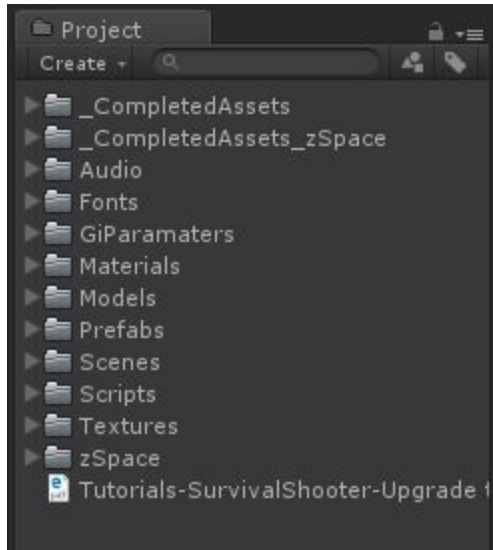 Project
Create
_CompletedAssets
_CompletedAssets_zSpace
Audio
Fonts
GiParamaters
Materials
Models
Prefabs
Scenes
Scripts
Textures
zSpace
Tutorials-SurvivalShooter-Upgrade